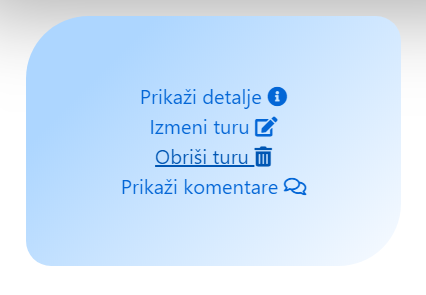 Prikaži detalje
Izmeni turu
Obriši turu
Prikaži komentare